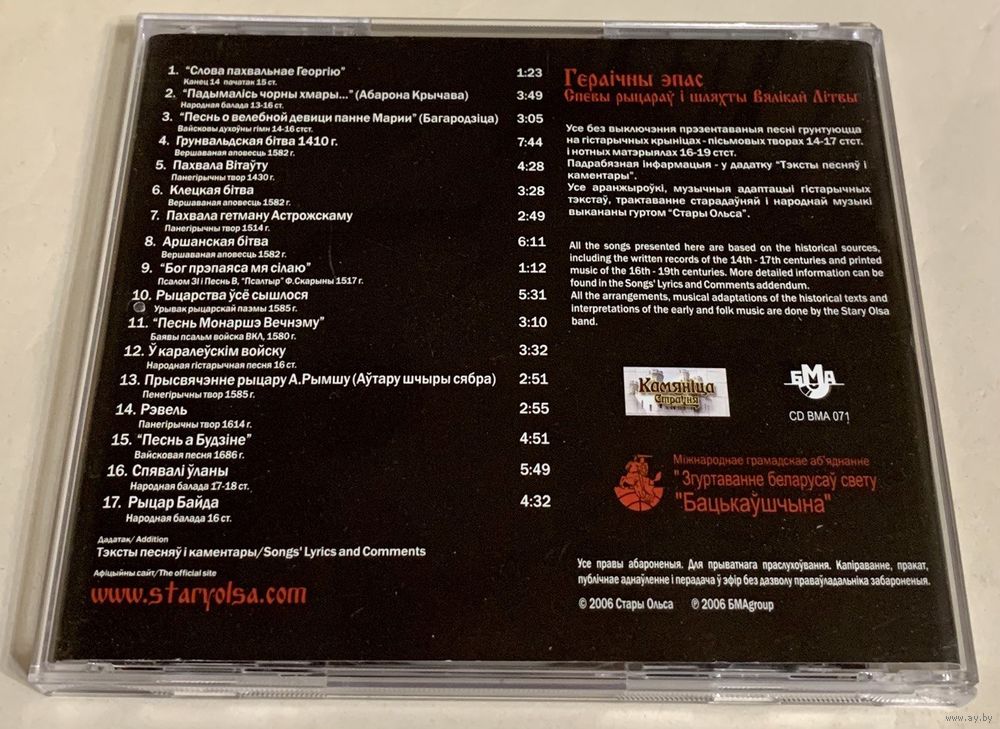 1. "Слова пахвальнае Георгію" 1:23
Канец 14 пачатак 15 ст.
2. "Падымалісь чорны хмары..." (Абарона Крычава) 3:49
Народная балада 13-16 ст.
3. "Песнь о велебной девици панне Марии" (Багародзіца) 3:05
Вайсковы духоўны гімн 14-16 стст.
4. Грунвальдская бітва 1410 г. 7:44
Вершаваная аповесць 1582 г.
5. Пахвала Вітаўту 4:28
Панегірычны твор 1430 г.
6. Клецкая бітва 3:28
Вершаваная аповесць 1582 г.
7. Пахвала гетману Астрожскаму 2:49
Панегірычны твор 1514 г.
8. Аршанская бітва 6:11
Вершаваная аповесць 1582 г.
9. "Бог прэпаяса мя сілаю" 1:12
Псалом 3І і Песнь В, "Псалтыр" Ф.Скарыны 1517 г.
10. Рыцарства ўсё сышлося 5:31
Урывак рыцарскай паэмы 1585 г.
11. "Песнь Монаршэ Вечнэму" 3:10
Баявы псальм войска ВКЛ, 1580 г.
12. Ў каралеўскім войску 3:32
Народная гістарычная песня 16 ст.
13. Прысвячэнне рыцару А.Рымшу (Аўтару шчыры сябра) 2:51
Пенегірычны твор 1585 г.
14. Рэвель 2:55
Панегірычны твор 1614 г.
15. "Песнь а Будзіне" 4:51
Вайсковая песня 1686 г.
16. Спявалі ўланы 5:49
Народная балада 17-18 ст.
17. Рыцар Байда 4:32
Народная балада 16 ст.
Дадатак/ Addition
Тэксты песняў і каментары/Songs' Lyrics and Comments
Афіцыйны сайт/The official site
www.staryolsa.com
Гераічны эпас
Спевы рыцараў і шляхты Вялікай Літвы
Усе без выключэння прэзентаваныя песні грунтуюцца
на гістарычных крыніцах - пісьмовых творах 14-17 стст.
і нотных матэрыялах 16-19 стст.
Падрабязная інфармацыя - у дадатку "Тэксты песняў і
каментары".
Усе аранжыроўкі, музычныя адаптацыі гістарычных
тэкстаў, трактаванне старадаўняй і народнай музыкі
выкананы гуртом "Стары Ольса".
All the songs presented here are based on the historical sources,
including the written records of the 14th - 17th centuries and printed
music of the 16th - 19th centuries. More detailed information can be
found in the Songs' Lyrics and Comments addendum.
All the arrangements, musical adaptations of the historical texts and
interpretations of the early and folk music are done by the Stary Olsa
band.
Камяніца
Страўня
БМА
CD BMA 071
Міжнароднае грамадскае аб'яднанне
"Згуртаванне беларусаў свету
"Бацькаўшчына"
Усе правы абароненыя. Для прыватнага праслухоўвання. Капіраванне, пракат,
публічнае аднаўленне і перадача ў эфір без дазволу праваўладальніка забароненыя.
© 2006 Стары Ольса ℗ 2006 БМАgroup
www.ay.by